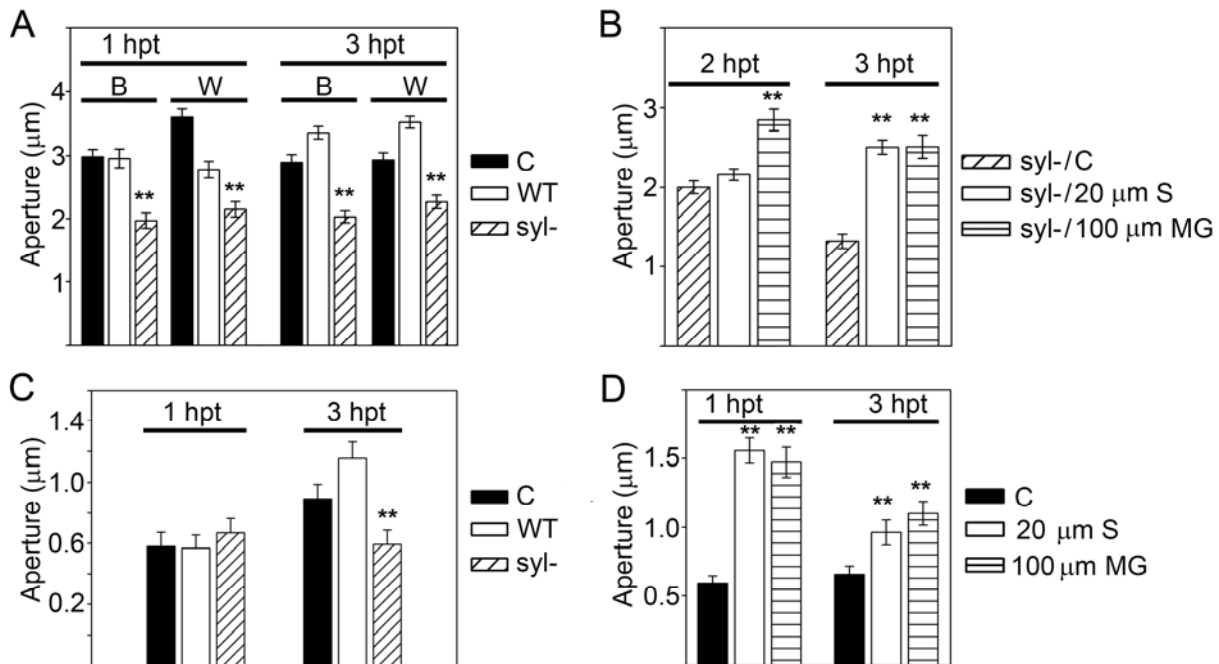 A
1 hpt 3 hpt
B W B W
Aperture (μm)
4
3
2
1
** ** ** **
C
WT
syl-
B
2 hpt 3 hpt
Aperture (μm)
3
2
1
** ** **
syl-/C
syl-/20 μm S
syl-/100 μm MG
C
1 hpt 3 hpt
Aperture (μm)
1.4
1.0
0.6
0.2
**
C
WT
syl-
D
1 hpt 3 hpt
Aperture (μm)
1.5
1.0
0.5
** ** ** **
C
20 μm S
100 μm MG